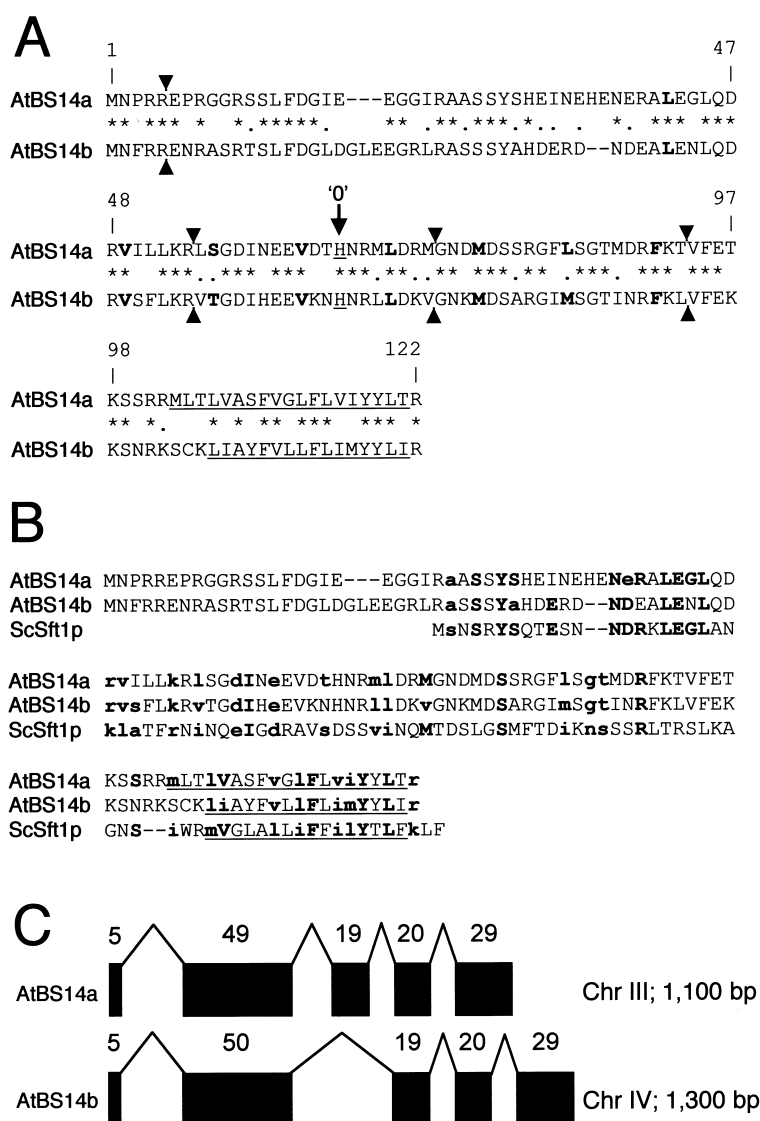 A
1 47
AtBS14a MNPRREPRGGRSSLFDGIE---EGGIRAASSYSHEINEHENERALEGLQD
** ** * * *.****. ** .**.***.*.. . *. ** ***
AtBS14b MNFRRENRASRTSLFDGLDGLEEGRLRASSSYAHDERD--NDEALENLQD
48 '0' 97
AtBS14a RVILLKRLSGDINEEVDTHNRMLDRMGNDMDSSRGFLSGTMDRFKTVFET
** ***..*** *** ***.*..* .***.** .***.** ***
AtBS14b RVSFLKRVTGDIHEEVKNHNRLLDKVGNKMDSARGIMSGTINRFKLVFEK
98 122
AtBS14a KSSRRMLTLVASFVGLFLVIYYLTR
** *. * * ** *** *** *
AtBS14b KSNRKSCKLIAYFVLLFLIMYYLIR
B
AtBS14a MNPRREPRGGRSSLFDGIE---EGGIRaASSYSHEINEHENeRALEGLQD
AtBS14b MNFRRENRASRTSLFDGLDGLEEGRLRaSSSYaHDERD--NDEALENLQD
ScSft1p MsNSRYSQTESN--NDRKLEGLAN
AtBS14a rvILLkRlSGdINeEVDtHNRmlDRMGNDMDSSRGFlSgtMDRFKTVFET
AtBS14b rvsFLkRvTGdIHeEVKNHNRllDKvGNKMDSARGImSgtINRFKLVFEK
ScSft1p klaTFrNiNQeIGdRAVsDSSviNQMTDSLGSMFTDiKnsSSRLTRSLKA
AtBS14a KSSRRmLTlVASFvGlFLviYYLTr
AtBS14b KSNRKSCKliAYFvLlFLimYYLIr
ScSft1p GNS--iWRmVGLALliFFilYTLFkLF
C
5 49 19 20 29
AtBS14a Chr III; 1,100 bp
5 50 19 20 29
AtBS14b Chr IV; 1,300 bp